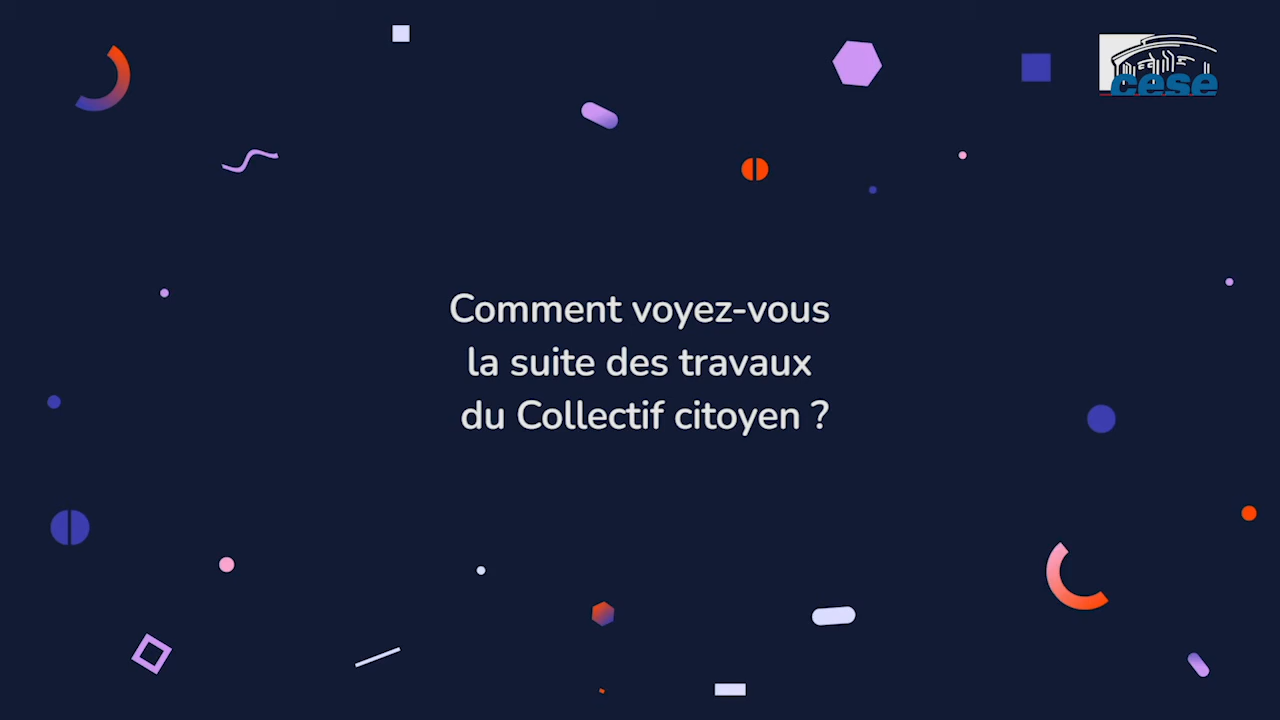 cese
Comment voyez-vous
la suite des travaux
du Collectif citoyen ?